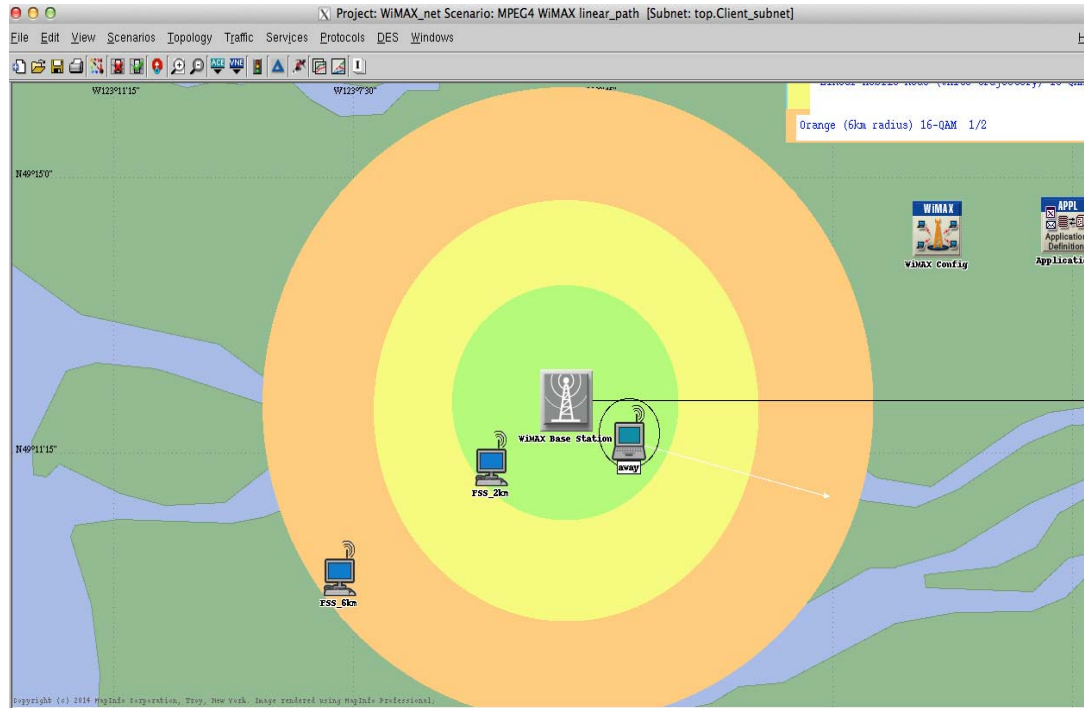 Project: WiMAX_net Scenario: MPEG4 WiMAX linear_path [Subnet: top.Client_subnet]
File Edit View Scenarios Topology Traffic Services Protocols DES Windows
ACE VNE
W123°11'15" W123°7'30"
Orange (6km radius) 16-QAM 1/2
N49°15'0"
WiMAX
APPL
Application
Definition
WiMAX Config
Applicati
WiMAX Base Station
N49°11'15"
away
FSS_2km
FSS_6km
Copyright (c) 2014 MapInfo Corporation, Troy, New York. Image rendered using MapInfo Professional.